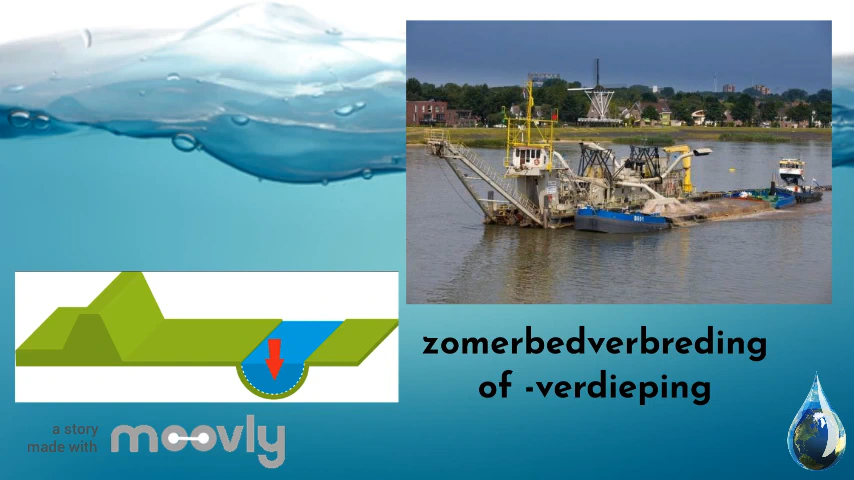 zomerbedverbreding
of -verdieping
a story
made with
moovly